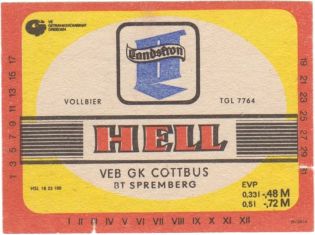 VE
GETRÄNKEKOMBINAT
DRESDEN
Landskron
VOLLBIER
TGL 7764
HELL
VEB GK COTTBUS
BT SPREMBERG
EVP
0,33 l -,48 M
0,5 l -,72 M
1 3 5 7 9 11 13 15 17
19 21 23 25 27 29 31
I II III IV V VI VII VIII IX X XI XII